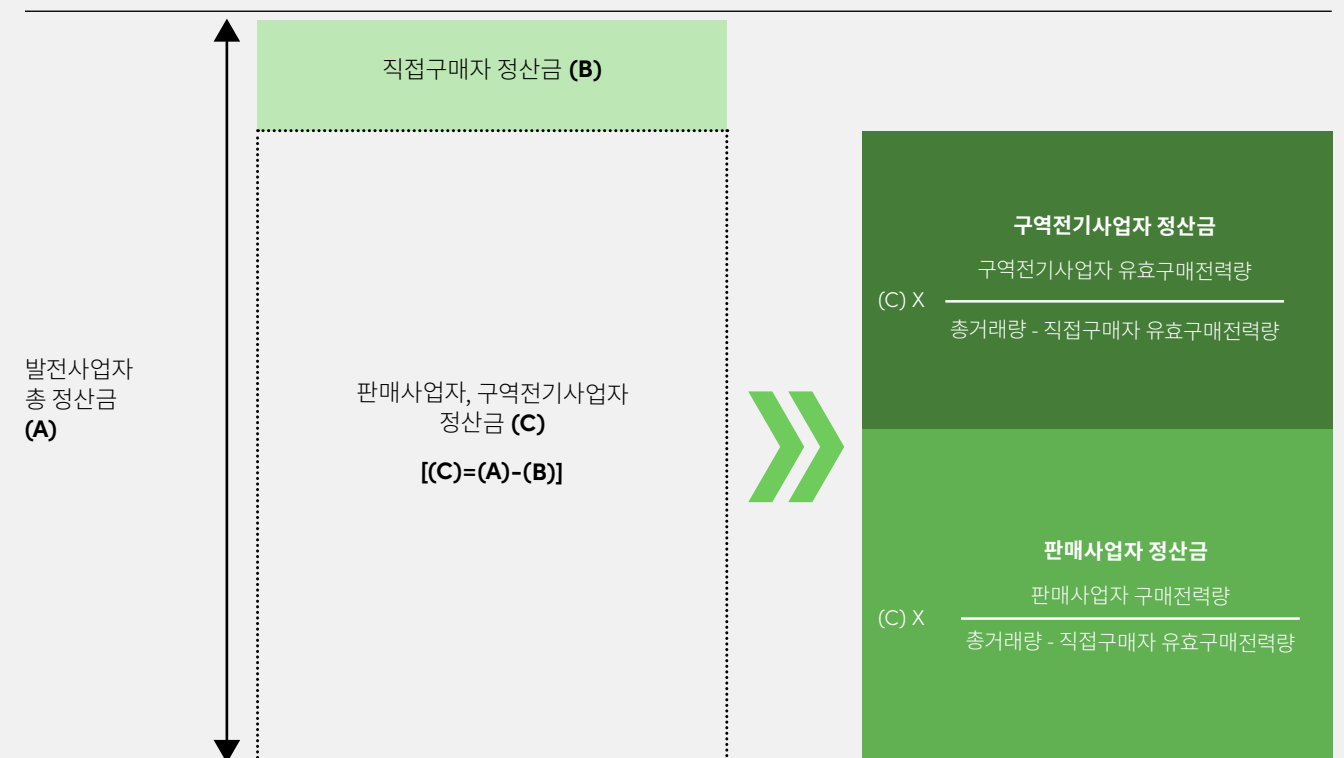 직접구매자 정산금 (B)
발전사업자
총 정산금
(A)
판매사업자, 구역전기사업자
정산금 (C)
[(C)=(A)-(B)]
구역전기사업자 정산금
(C) X
구역전기사업자 유효구매전력량
총거래량 - 직접구매자 유효구매전력량
판매사업자 정산금
(C) X
판매사업자 구매전력량
총거래량 - 직접구매자 유효구매전력량